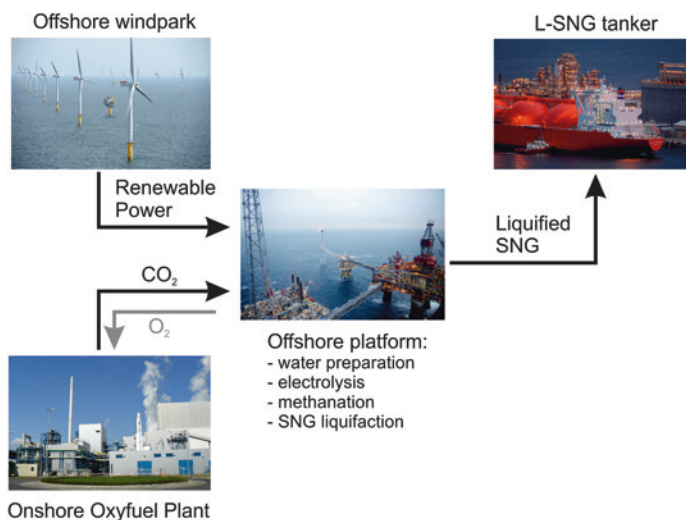 Offshore windpark
L-SNG tanker
Renewable
Power
Liquified
SNG
CO₂
O₂
Offshore platform:
- water preparation
- electrolysis
- methanation
- SNG liquifaction
Onshore Oxyfuel Plant